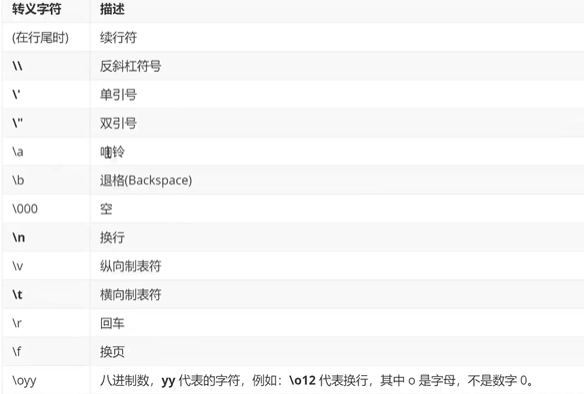 转义字符 描述
(在行尾时) 续行符
\\ 反斜杠符号
\' 单引号
\" 双引号
\a 响铃
\b 退格(Backspace)
\000 空
\n 换行
\v 纵向制表符
\t 横向制表符
\r 回车
\f 换页
\oyy 八进制数，yy 代表的字符，例如：\o12 代表换行，其中 o 是字母，不是数字 0。